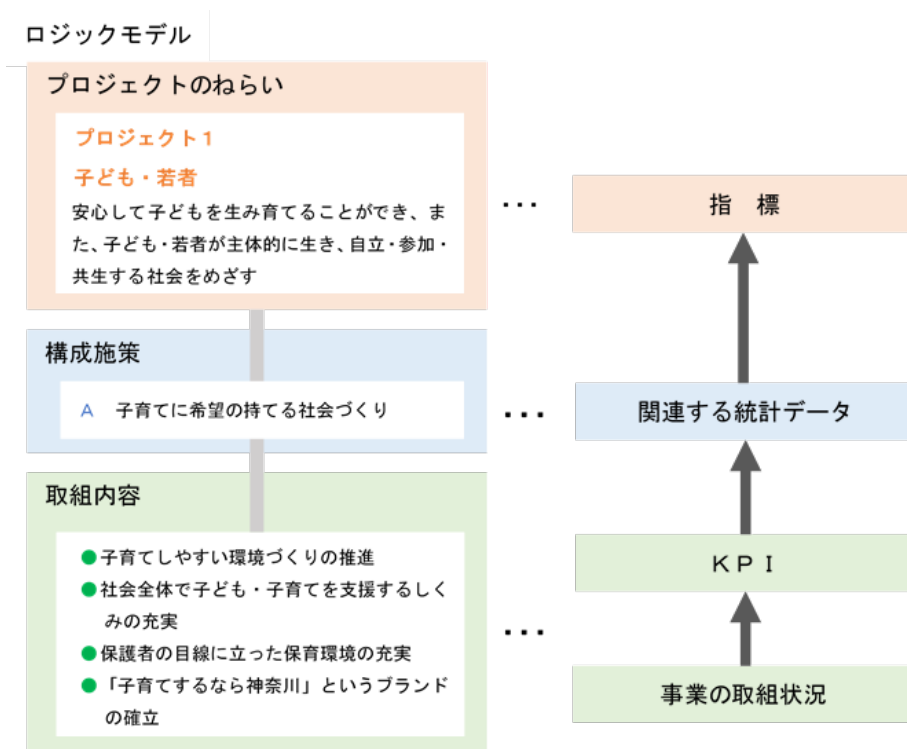 ロジックモデル
プロジェクトのねらい
プロジェクト1
子ども・若者
安心して子どもを生み育てることができ、ま
た、子ども・若者が主体的に生き、自立・参加・
共生する社会をめざす
…
指　標
構成施策
A　子育てに希望の持てる社会づくり
…
関連する統計データ
取組内容
●子育てしやすい環境づくりの推進
●社会全体で子ども・子育てを支援するしく
みの充実
●保護者の目線に立った保育環境の充実
●「子育てするなら神奈川」というブランド
の確立
…
ＫＰＩ
事業の取組状況